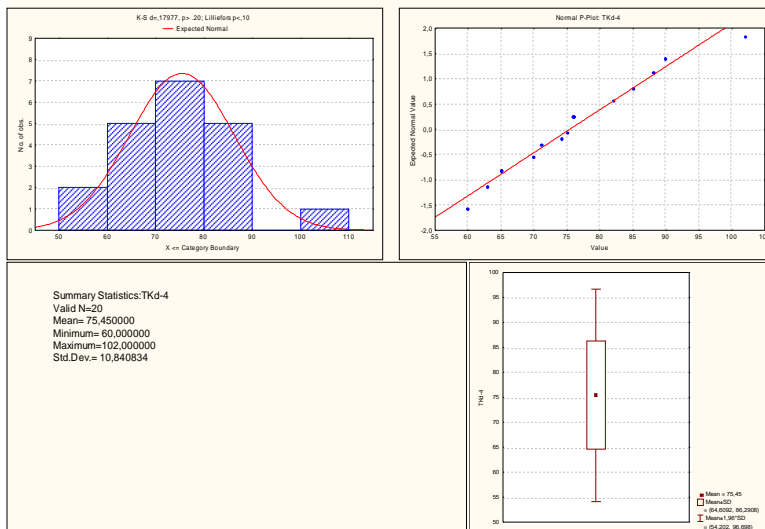 K-S d=,17977, p> .20; Lilliefors p<,10
Expected Normal
No. of obs.
9
8
7
6
5
4
3
2
1
0
50 60 70 80 90 100 110
X <= Category Boundary
Normal P-Plot: TKd-4
Expected Normal Value
2,0
1,5
1,0
0,5
0,0
-0,5
-1,0
-1,5
-2,0
55 60 65 70 75 80 85 90 95 100 105
Value
Summary Statistics:TKd-4
Valid N=20
Mean= 75,450000
Minimum= 60,000000
Maximum=102,000000
Std.Dev.= 10,840834
TKd-4
100
95
90
85
80
75
70
65
60
55
50
Mean = 75,45
Mean±SD
= (64,6092, 86,2908)
Mean±1,96*SD
= (54,202, 96,698)